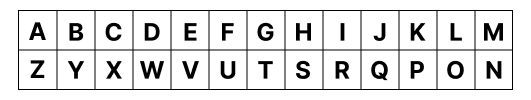 A B C D E F G H I J K L M
Z Y X W V U T S R Q P O N